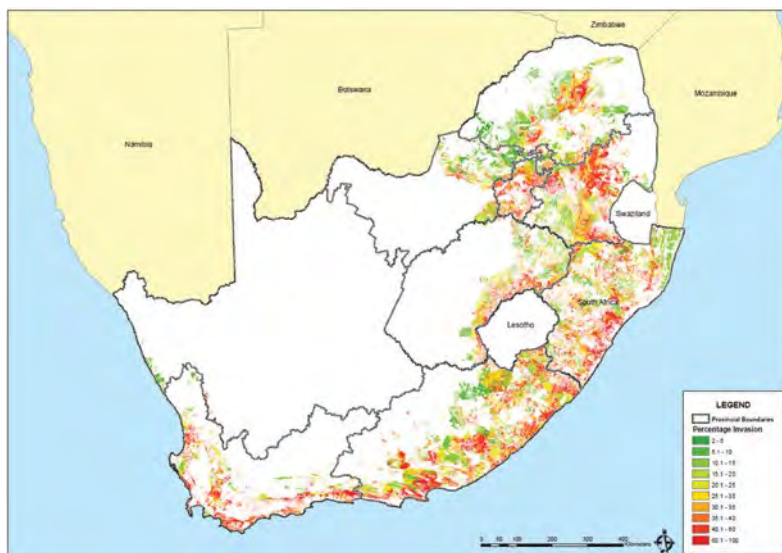 Zimbabwe
Botswana
Mozambique
Namibia
Swaziland
South Africa
Lesotho
LEGEND
Provincial Boundaries
Percentage Invasion
2 - 5
5.1 - 10
10.1 - 15
15.1 - 20
20.1 - 25
25.1 - 30
30.1 - 35
35.1 - 40
40.1 - 60
60.1 - 100
Kilometers